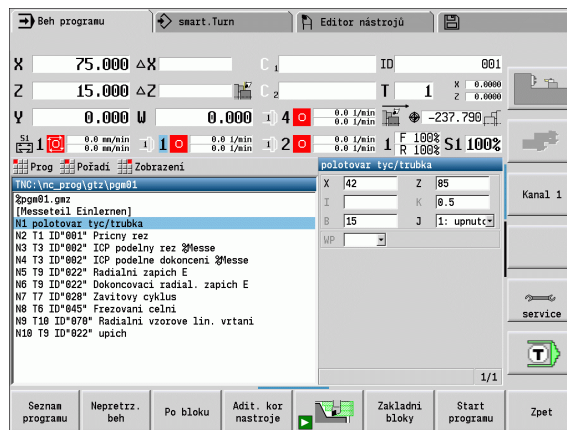 Beh programu
smart.Turn
Editor nástrojů
X 75.000 △X C 1 ID 001
Z 15.000 △Z C 2 T 1 X 0.0000 Z 0.0000
Y 0.000 W 0.000 4 0.0 1/min 0.0 1/min -237.790
S1 1 0.0 mm/min 0.0 m/min 1 0.0 1/min 0.0 1/min 2 0.0 1/min 0.0 1/min 1 F 100% R 100% S1 100%
Prog Pořadí Zobrazení
TNC:\nc_prog\gtz\pgm01
%pgm01.gmz
[Messeteil Einlernen]
N1 polotovar tyc/trubka
N2 T1 ID"001" Pricny rez
N3 T3 ID"002" ICP podelny rez %Messe
N4 T3 ID"002" ICP podelne dokonceni %Messe
N5 T9 ID"022" Radialni zapich E
N6 T9 ID"022" Dokoncovaci radial. zapich E
N7 T7 ID"028" Zavitovy cyklus
N8 T6 ID"045" Frezovani celni
N9 T10 ID"070" Radialni vzorove lin. vrtani
N10 T9 ID"022" upich
polotovar tyc/trubka
X 42 Z 85
I K 0.5
B 15 J 1: upnutc
WP
1/1
Kanal 1
service
T
Seznam programu
Nepretrz. beh
Po bloku
Adit. kor nastroje
Zakladni bloky
Start programu
Zpet